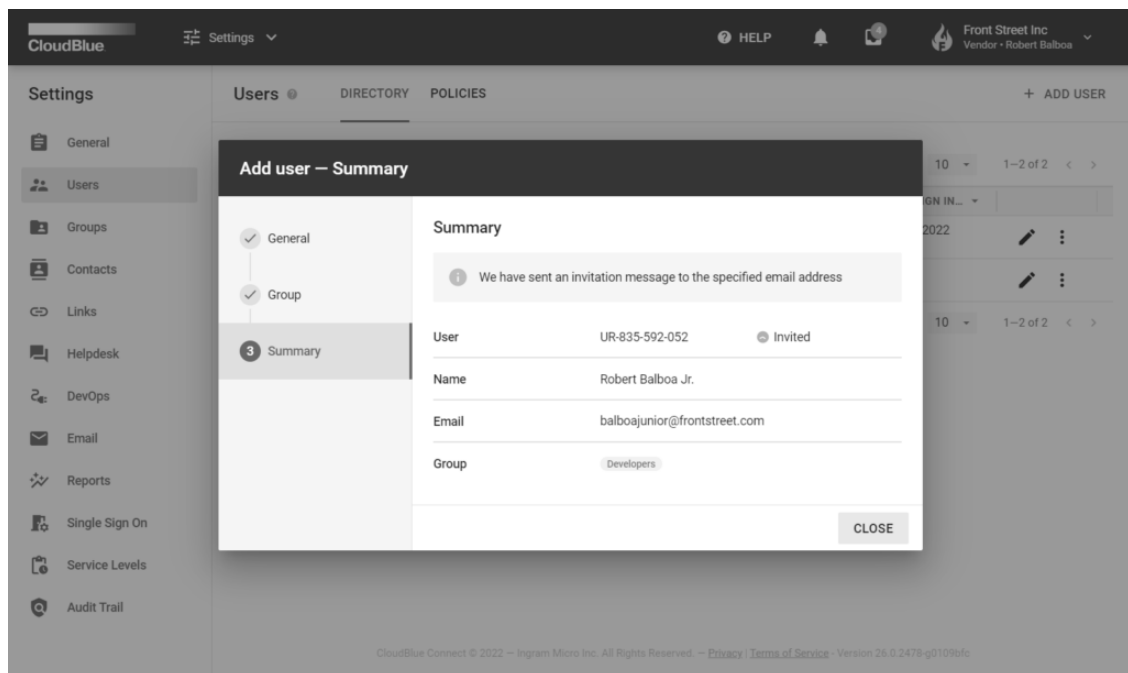 CloudBlue
Settings
HELP
4
Front Street Inc
Vendor • Robert Balboa
Settings
Users
DIRECTORY
POLICIES
+ ADD USER
General
Users
Groups
Contacts
Links
Helpdesk
DevOps
Email
Reports
Single Sign On
Service Levels
Audit Trail
10
1–2 of 2
GN IN...
2022
10
1–2 of 2
Add user — Summary
General
Group
3 Summary
Summary
We have sent an invitation message to the specified email address
User UR-835-592-052 Invited
Name Robert Balboa Jr.
Email balboajunior@frontstreet.com
Group Developers
CLOSE
CloudBlue Connect © 2022 — Ingram Micro Inc. All Rights Reserved. — Privacy | Terms of Service - Version 26.0.2478-g0109bfc